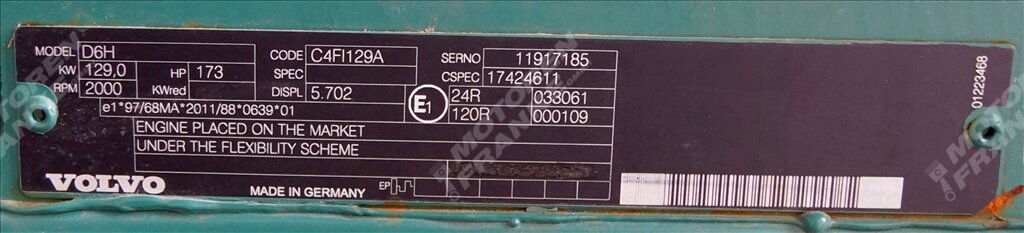 MODEL D6H CODE C4FI129A SERNO 11917185
KW 129,0 HP 173 SPEC CSPEC 17424611
RPM 2000 KWred DISPL 5.702 E1 24R 033061
e1*97/68MA*2011/88*0639*01 120R 000109
ENGINE PLACED ON THE MARKET
UNDER THE FLEXIBILITY SCHEME
VOLVO MADE IN GERMANY EP
01223468